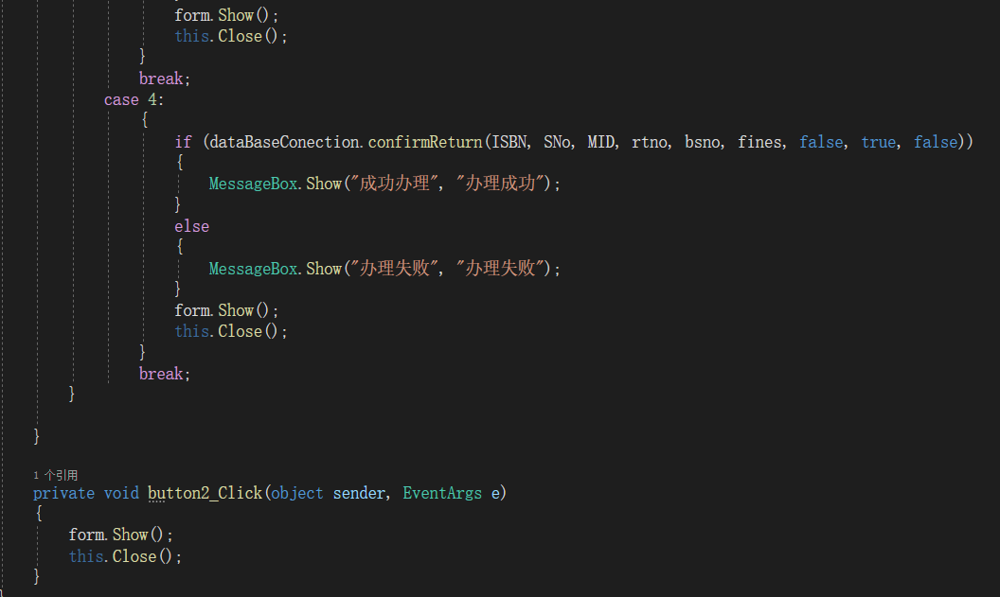 form.Show();
this.Close();
}
break;
case 4:
{
if (dataBaseConection.confirmReturn(ISBN, SNo, MID, rtno, bsno, fines, false, true, false))
{
MessageBox.Show("成功办理", "办理成功");
}
else
{
MessageBox.Show("办理失败", "办理失败");
}
form.Show();
this.Close();
}
break;
}
}
1 个引用
private void button2_Click(object sender, EventArgs e)
{
form.Show();
this.Close();
}